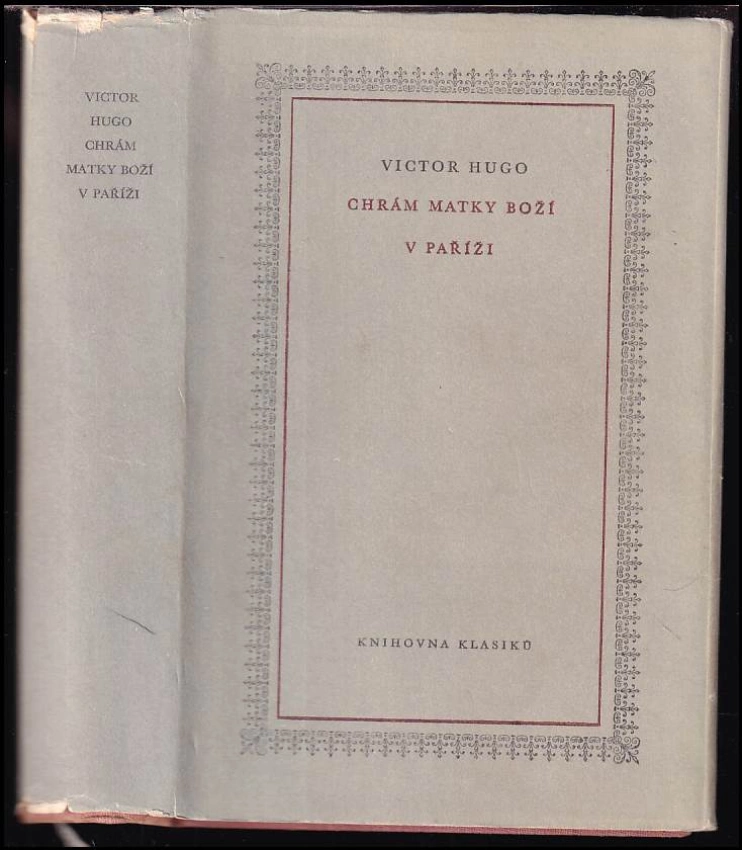 VICTOR
HUGO
CHRÁM
MATKY BOŽÍ
V PAŘÍŽI
VICTOR HUGO
CHRÁM MATKY BOŽÍ
V PAŘÍŽI
KNIHOVNA KLASIKŮ